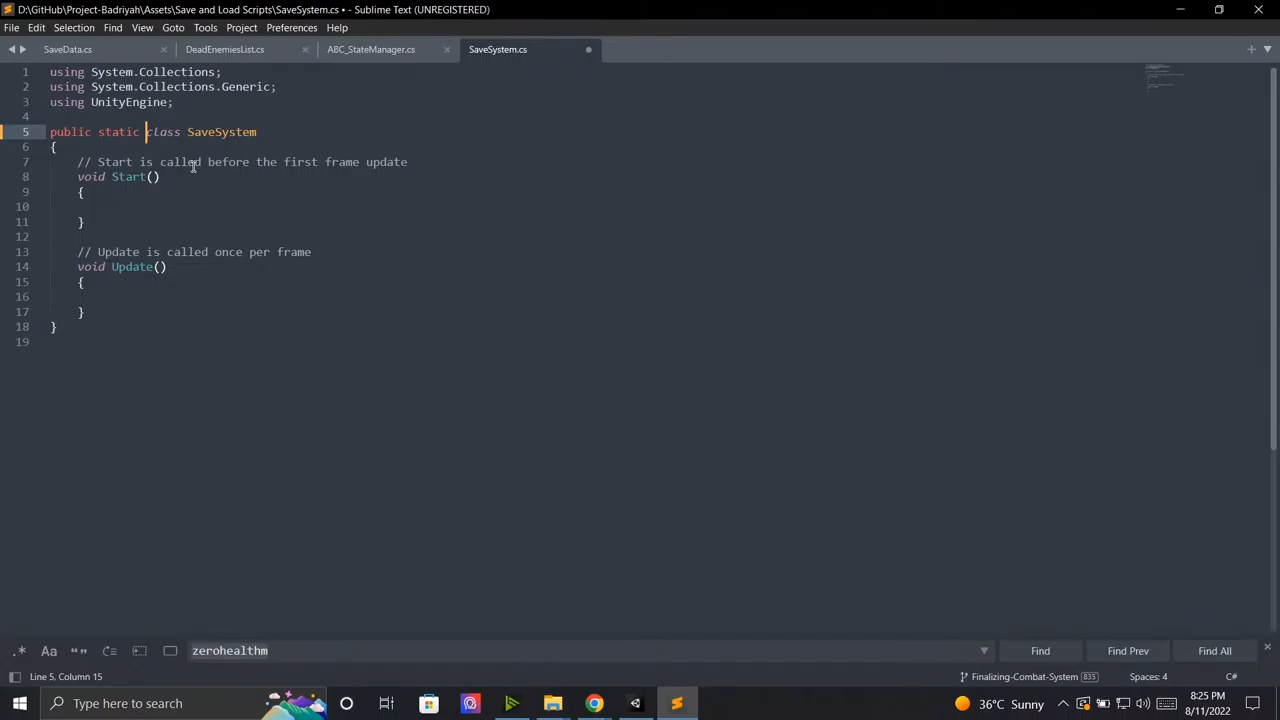 D:\GitHub\Project-Badriyah\Assets\Save and Load Scripts\SaveSystem.cs • - Sublime Text (UNREGISTERED)
File Edit Selection Find View Goto Tools Project Preferences Help
SaveData.cs DeadEnemiesList.cs ABC_StateManager.cs SaveSystem.cs
1 using System.Collections;
2 using System.Collections.Generic;
3 using UnityEngine;
4
5 public static class SaveSystem
6 {
7 // Start is called before the first frame update
8 void Start()
9 {
10
11 }
12
13 // Update is called once per frame
14 void Update()
15 {
16
17 }
18 }
19
.* Aa zerohealthm Find Find Prev Find All
Line 5, Column 15 Finalizing-Combat-System 835 Spaces: 4 C#
Type here to search 36°C Sunny 8:25 PM
8/11/2022